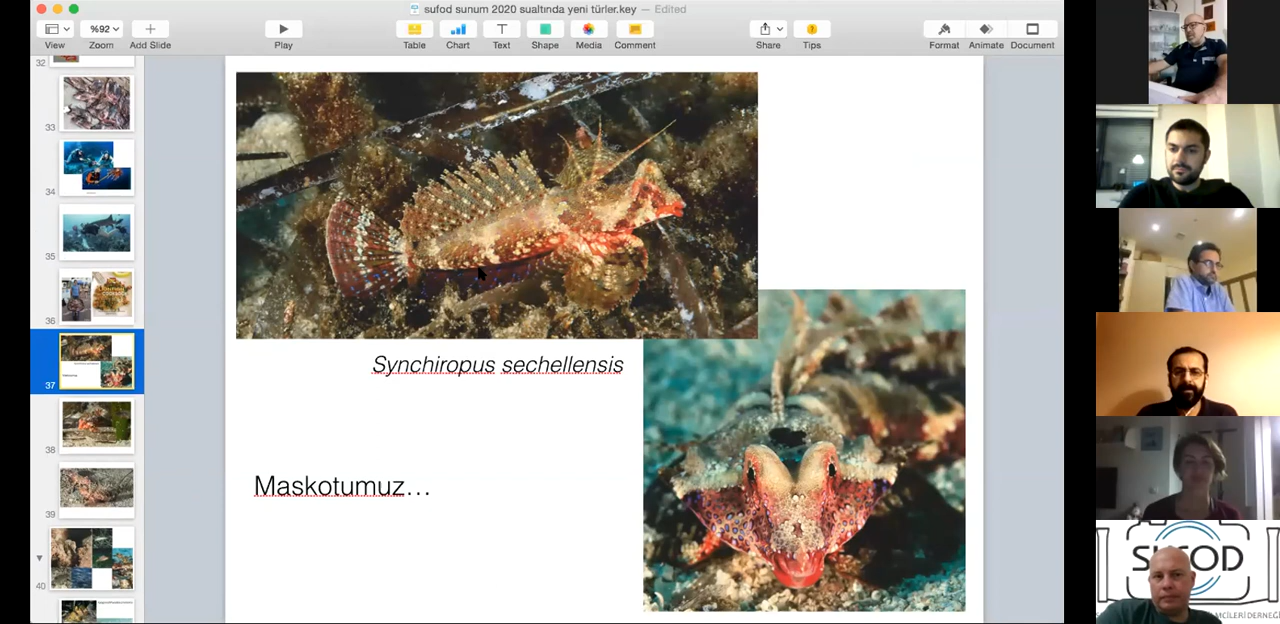 sufod sunum 2020 sualtında yeni türler.key — Edited
%92
View Zoom Add Slide Play Table Chart Text Shape Media Comment Share Tips Format Animate Document
32
33
34
35
36
37
38
39
40
Synchiropus sechellensis
Maskotumuz...
SUFOD